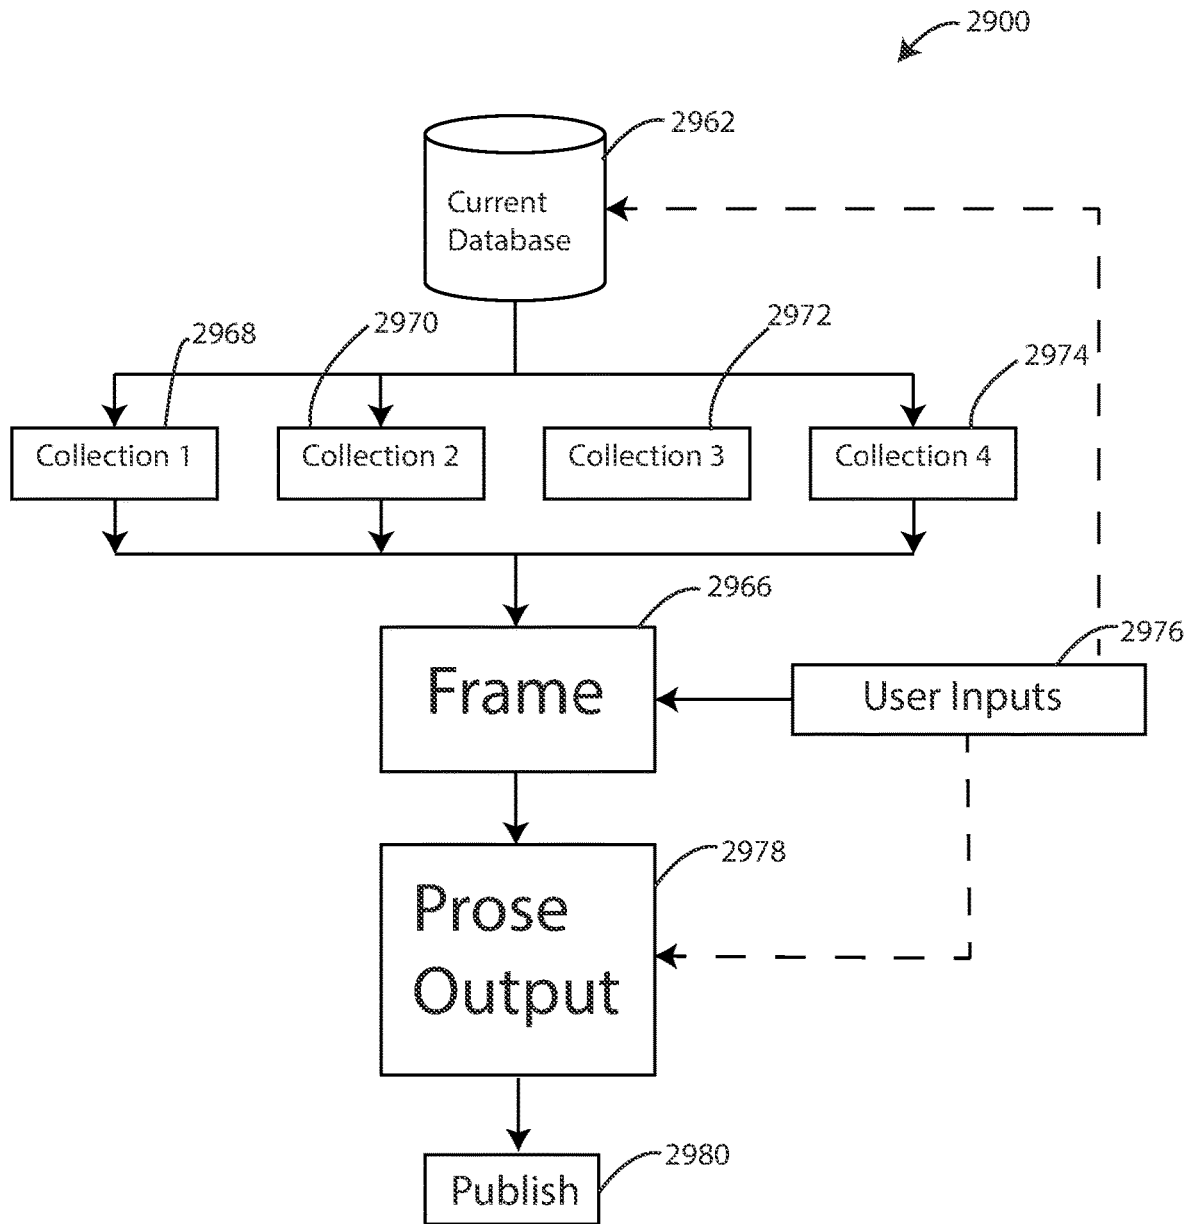 2900
2962
Current
Database
2968
2970
2972
2974
Collection 1
Collection 2
Collection 3
Collection 4
2966
Frame
2976
User Inputs
2978
Prose
Output
2980
Publish